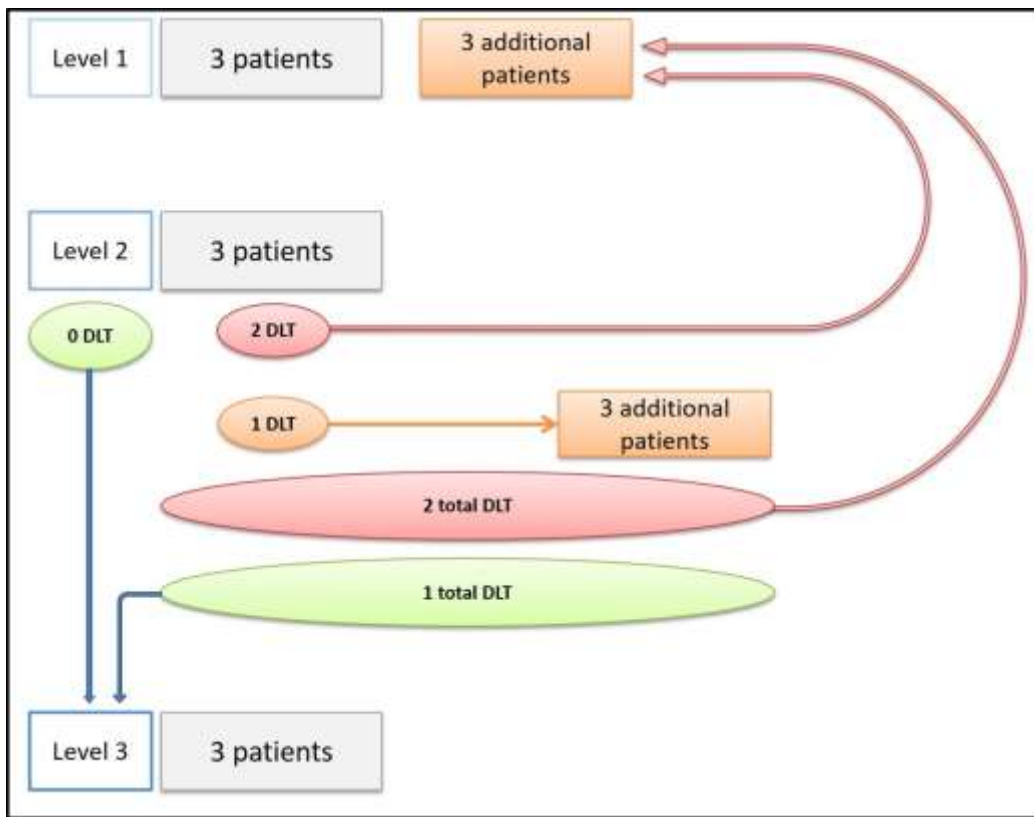 Level 1
3 patients
3 additional
patients
Level 2
3 patients
0 DLT
2 DLT
1 DLT
3 additional
patients
2 total DLT
1 total DLT
Level 3
3 patients